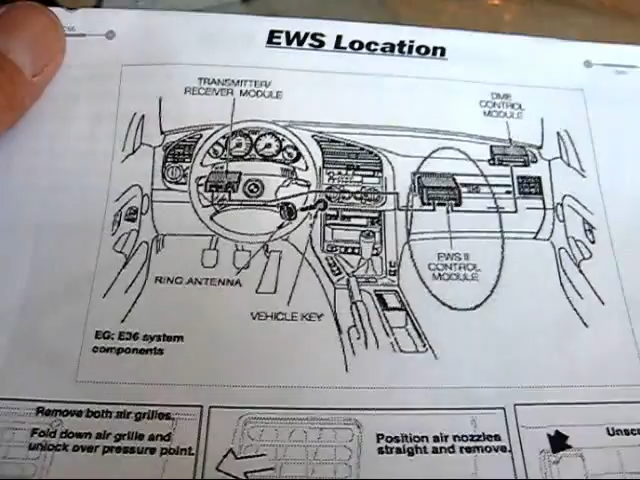 EWS Location
TRANSMITTER/
RECEIVER MODULE
DME
CONTROL
MODULE
EWS II
CONTROL
MODULE
RING ANTENNA
VEHICLE KEY
EG: E36 system
components
Remove both air grilles.
Fold down air grille and
unlock over pressure point.
Position air nozzles
straight and remove.